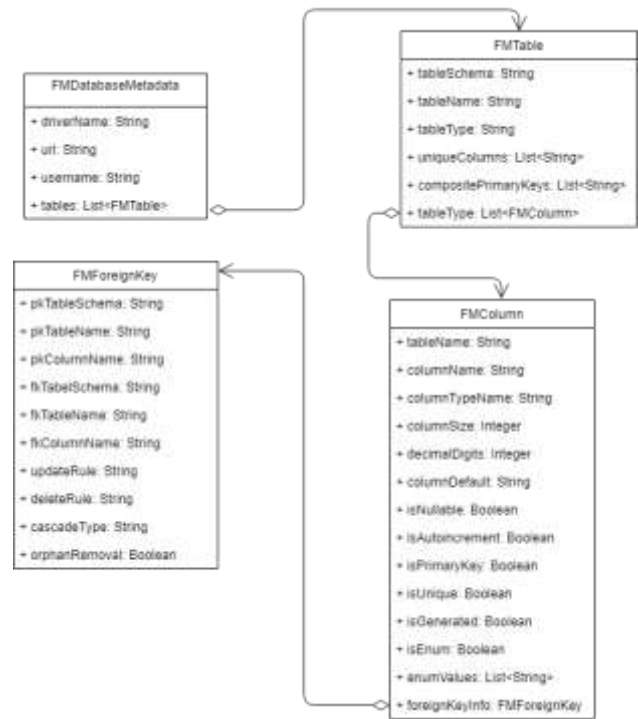 FMDatabaseMetadata
+ driverName: String
+ url: String
+ username: String
+ tables: List<FMTable>
FMTable
+ tableSchema: String
+ tableName: String
+ tableType: String
+ uniqueColumns: List<String>
+ compositePrimaryKeys: List<String>
+ tableType: List<FMColumn>
FMForeignKey
+ pkTableSchema: String
+ pkTableName: String
+ pkColumnName: String
+ fkTabelSchema: String
+ fkTableName: String
+ fkColumnName: String
+ updateRule: String
+ deleteRule: String
+ cascadeType: String
+ orphanRemoval: Boolean
FMColumn
+ tableName: String
+ columnName: String
+ columnTypeName: String
+ columnSize: Integer
+ decimalDigits: Integer
+ columnDefault: String
+ isNullable: Boolean
+ isAutoincrement: Boolean
+ isPrimaryKey: Boolean
+ isUnique: Boolean
+ isGenerated: Boolean
+ isEnum: Boolean
+ enumValues: List<String>
+ foreignKeyInfo: FMForeignKey